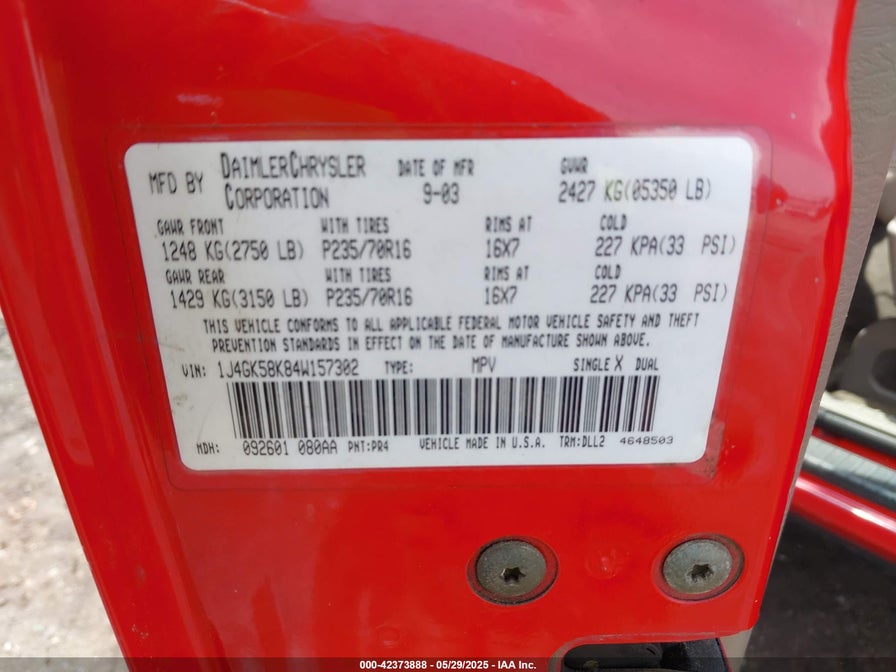 MFD BY DAIMLERCHRYSLER CORPORATION DATE OF MFR 9-03 GVWR 2427 KG(05350 LB)
GAWR FRONT WITH TIRES RIMS AT COLD
1248 KG(2750 LB) P235/70R16 16X7 227 KPA(33 PSI)
GAWR REAR WITH TIRES RIMS AT COLD
1429 KG(3150 LB) P235/70R16 16X7 227 KPA(33 PSI)
THIS VEHICLE CONFORMS TO ALL APPLICABLE FEDERAL MOTOR VEHICLE SAFETY AND THEFT
PREVENTION STANDARDS IN EFFECT ON THE DATE OF MANUFACTURE SHOWN ABOVE.
VIN: 1J4GK58K84W157302 TYPE: MPV SINGLE X DUAL
MDH: 092601 080AA PNT:PR4 VEHICLE MADE IN U.S.A. TRM:DLL2 4648503
000-42373888 • 05/29/2025 • IAA Inc.